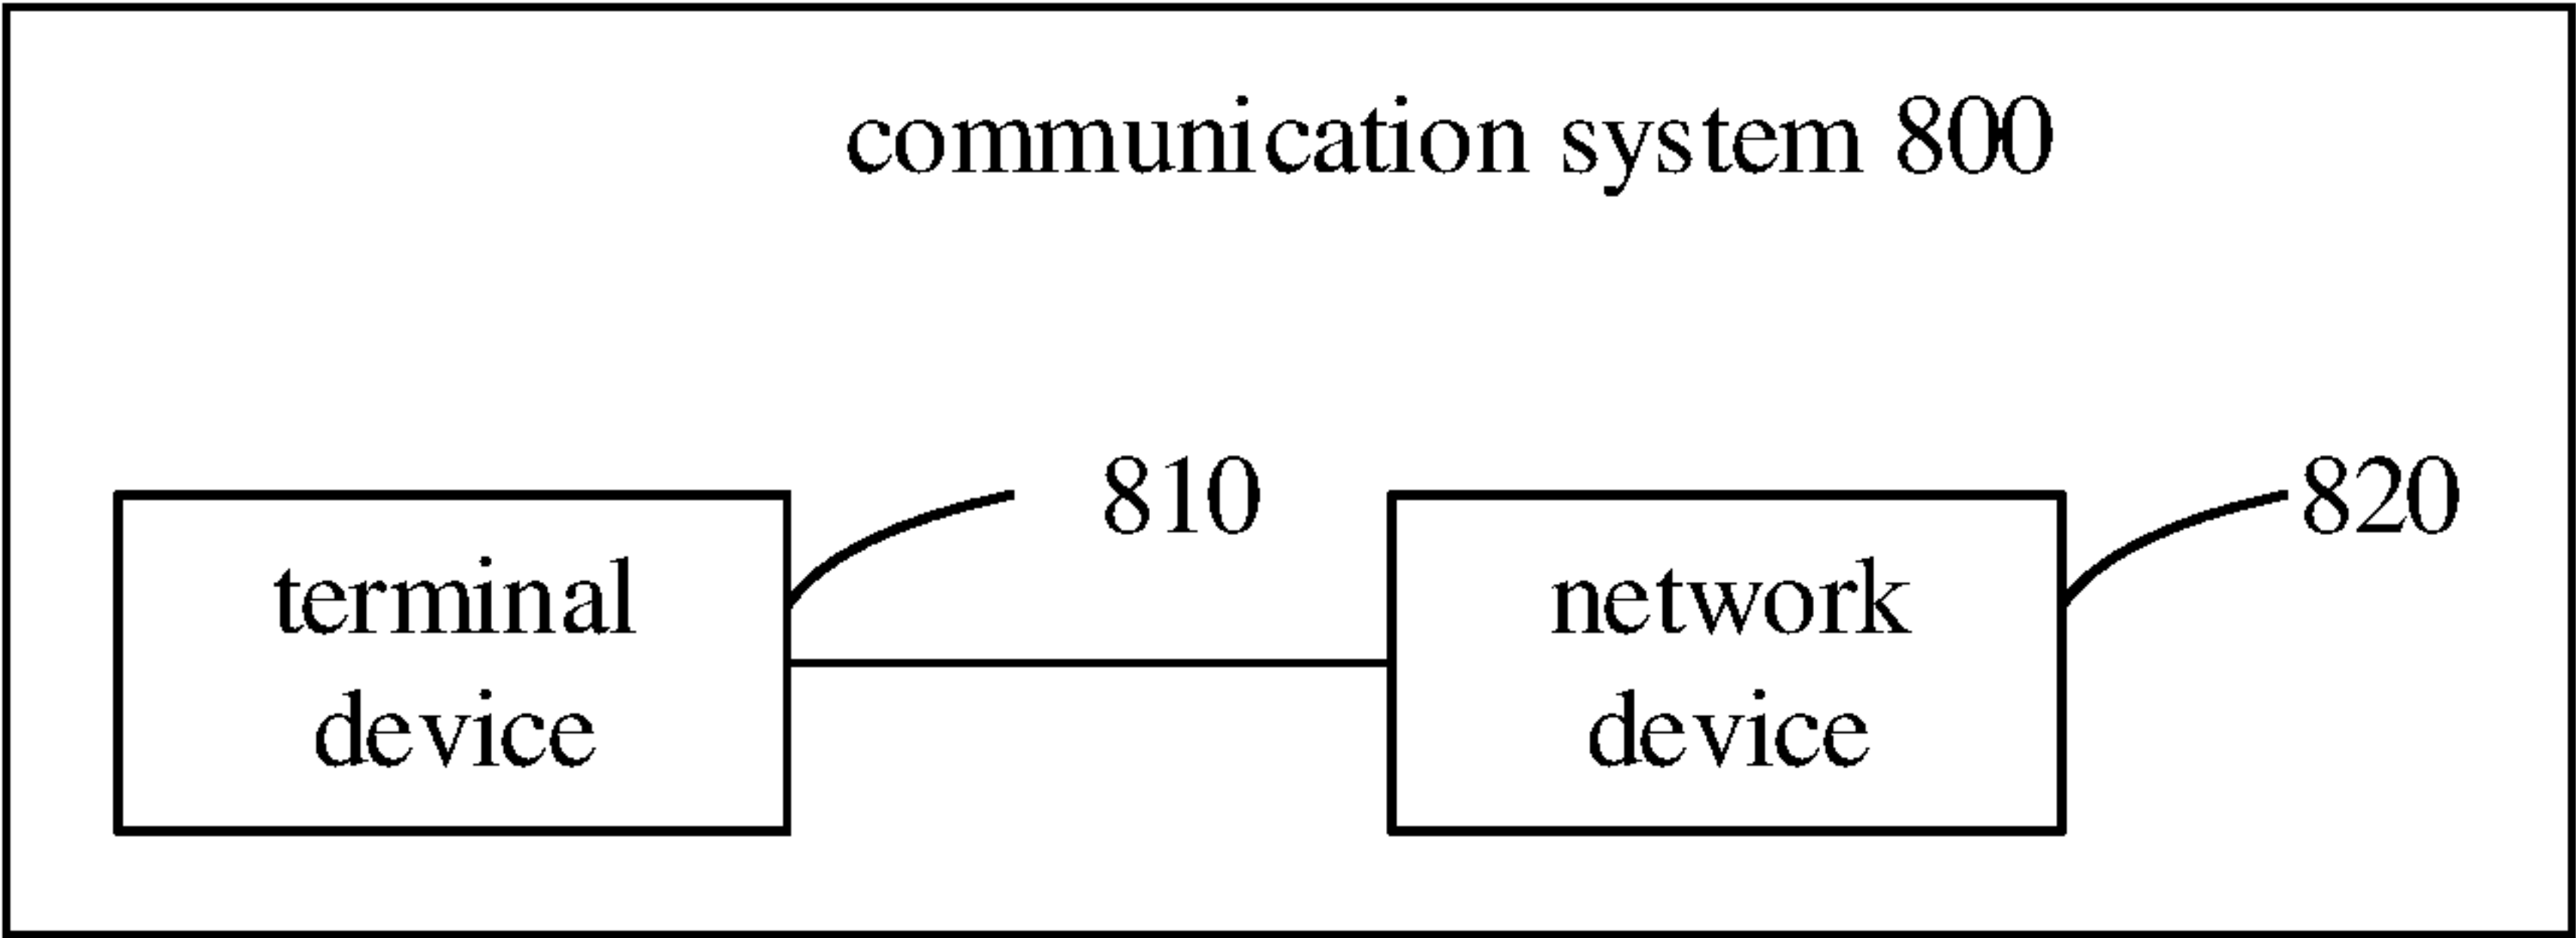 communication system 800
810
820
terminal
device
network
device